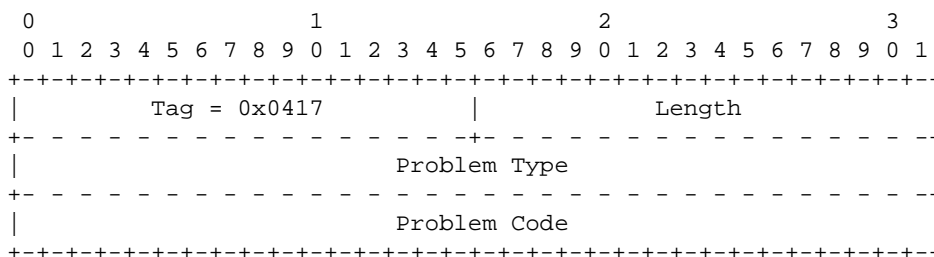 0                   1                   2                   3
 0 1 2 3 4 5 6 7 8 9 0 1 2 3 4 5 6 7 8 9 0 1 2 3 4 5 6 7 8 9 0 1
+-+-+-+-+-+-+-+-+-+-+-+-+-+-+-+-+-+-+-+-+-+-+-+-+-+-+-+-+-+-+-+-
|         Tag = 0x0417          |            Length
+- - - - - - - - - - - - - - - -+- - - - - - - - - - - - - - - --
|                          Problem Type
+- - - - - - - - - - - - - - - - - - - - - - - - - - - - - - - --
|                          Problem Code
+-+-+-+-+-+-+-+-+-+-+-+-+-+-+-+-+-+-+-+-+-+-+-+-+-+-+-+-+-+-+-+-